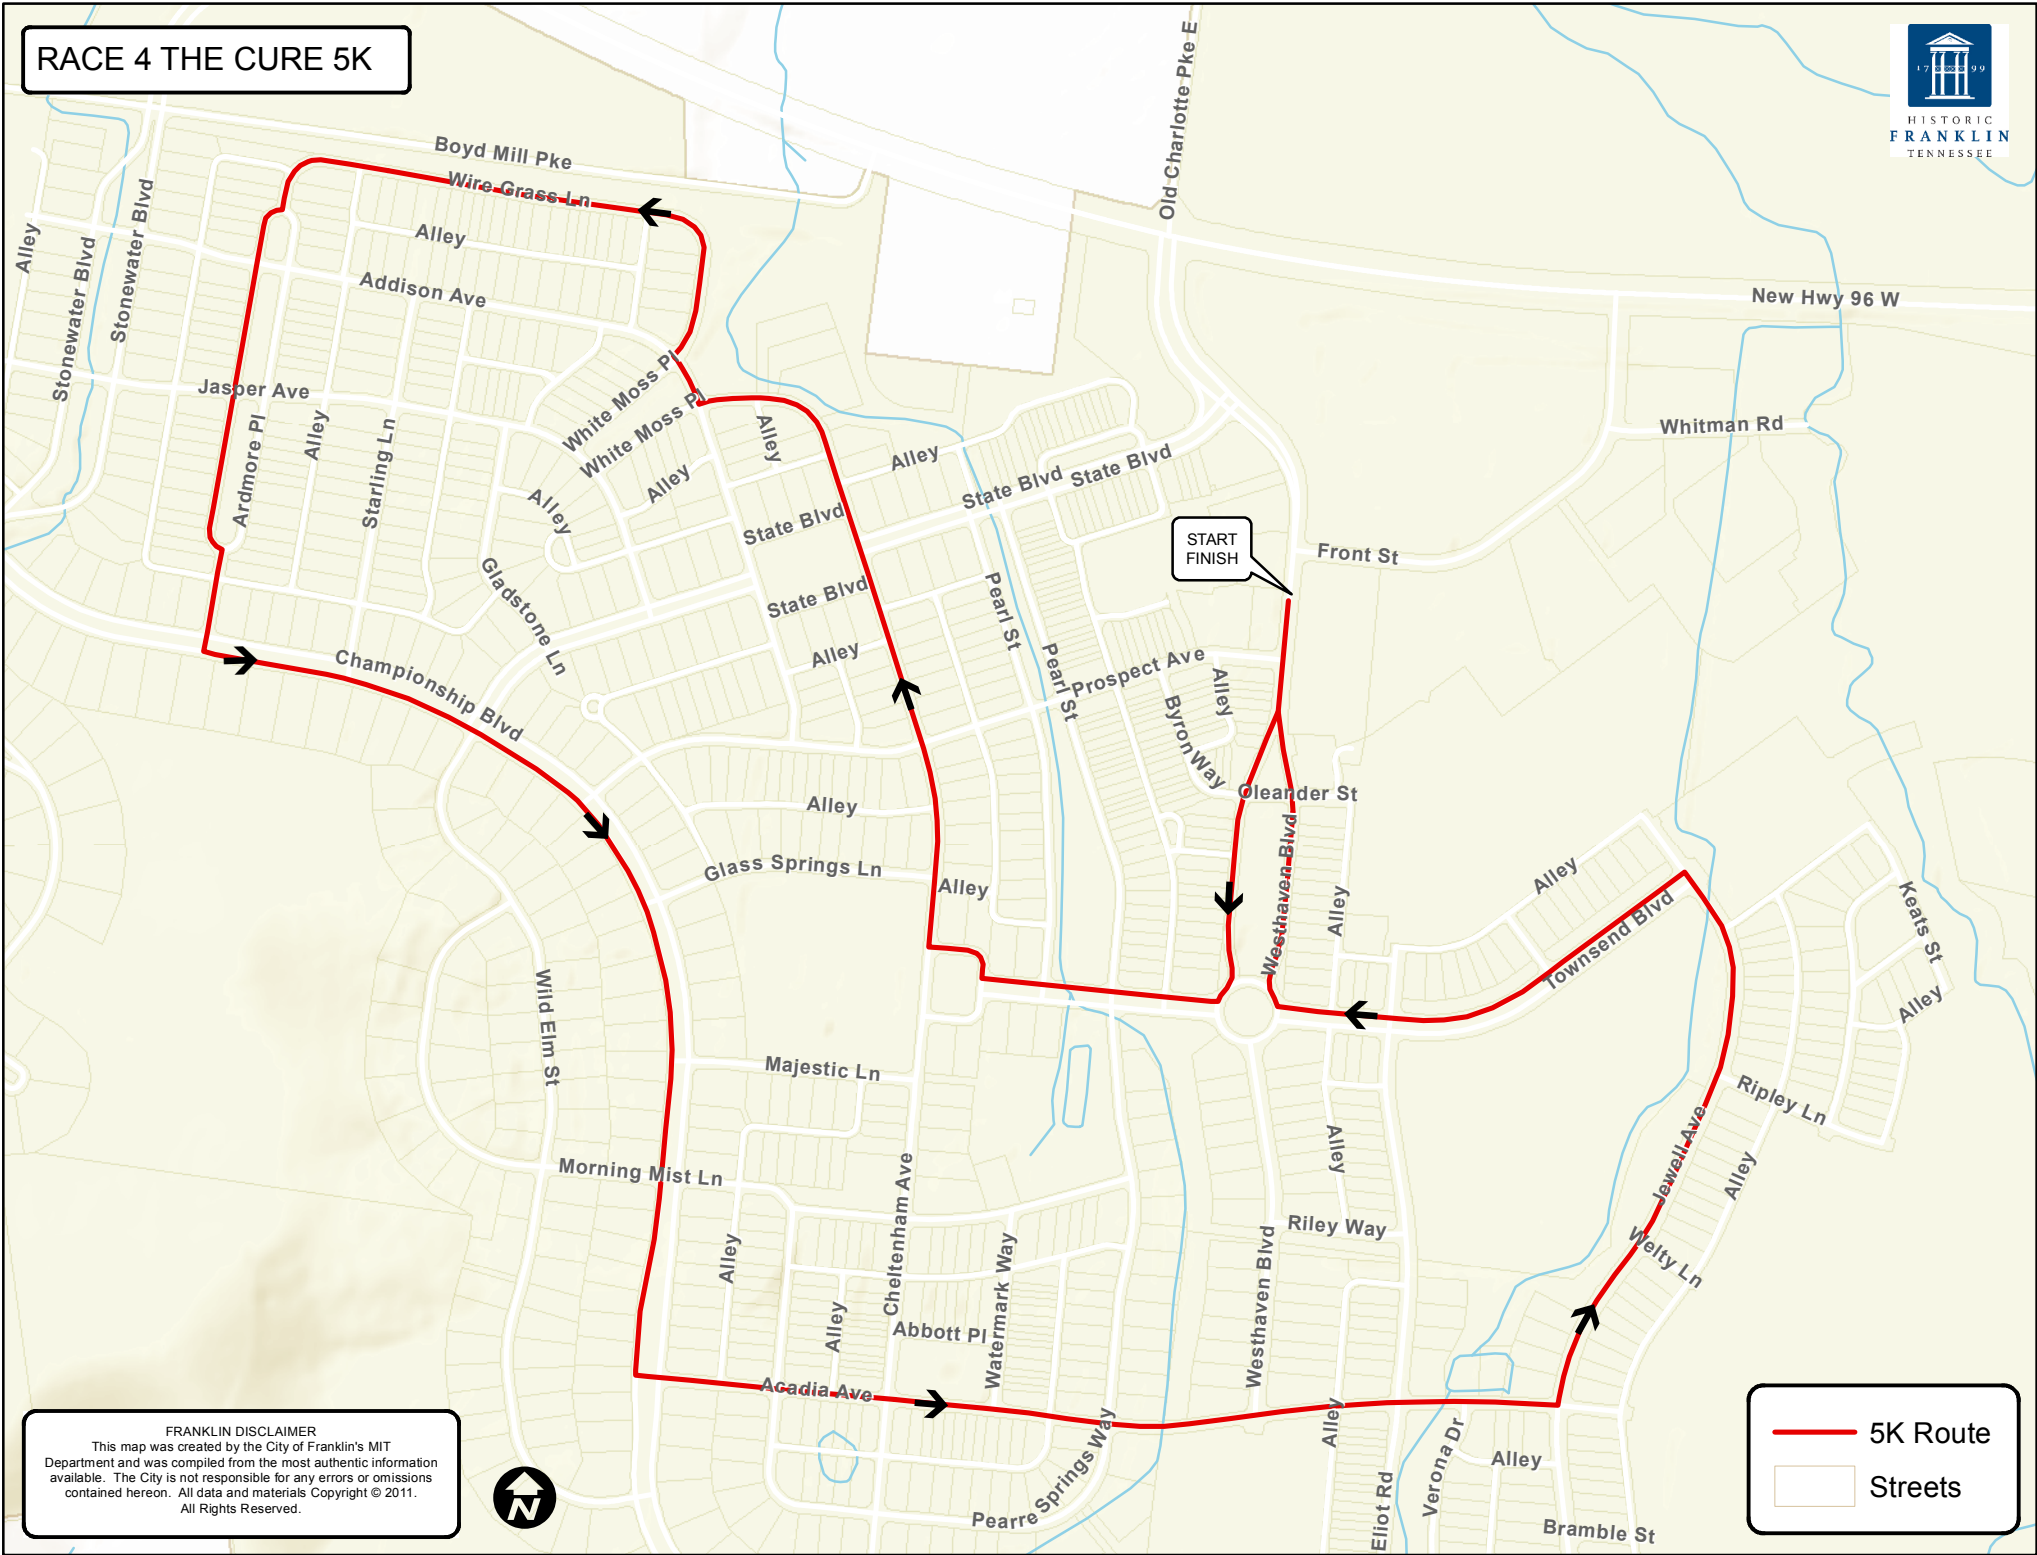 RACE 4 THE CURE 5K
17 99
HISTORIC
FRANKLIN
TENNESSEE
Old Charlotte Pke E
Boyd Mill Pke
Wire Grass Ln
Alley
Stonewater Blvd
Stonewater Blvd
Alley
Addison Ave
New Hwy 96 W
Jasper Ave
White Moss Pl
White Moss Pl
Ardmore Pl
Alley
Starling Ln
Alley
Alley
Alley
Alley
State Blvd
State Blvd
Whitman Rd
State Blvd
START
FINISH
Front St
Gladstone Ln
State Blvd
Pearl St
Pearl St
Alley
Prospect Ave
Alley
Byron Way
Championship Blvd
Oleander St
Alley
Glass Springs Ln
Alley
Westhaven Blvd
Alley
Alley
Townsend Blvd
Keats St
Alley
Wild Elm St
Majestic Ln
Ripley Ln
Jewell Ave
Alley
Alley
Morning Mist Ln
Cheltenham Ave
Alley
Riley Way
Welty Ln
Watermark Way
Westhaven Blvd
Alley
Abbott Pl
Acadia Ave
Alley
Verona Dr
Pearre Springs Way
Alley
Eliot Rd
Bramble St
FRANKLIN DISCLAIMER
This map was created by the City of Franklin's MIT
Department and was compiled from the most authentic information
available. The City is not responsible for any errors or omissions
contained hereon. All data and materials Copyright © 2011.
All Rights Reserved.
N
5K Route
Streets